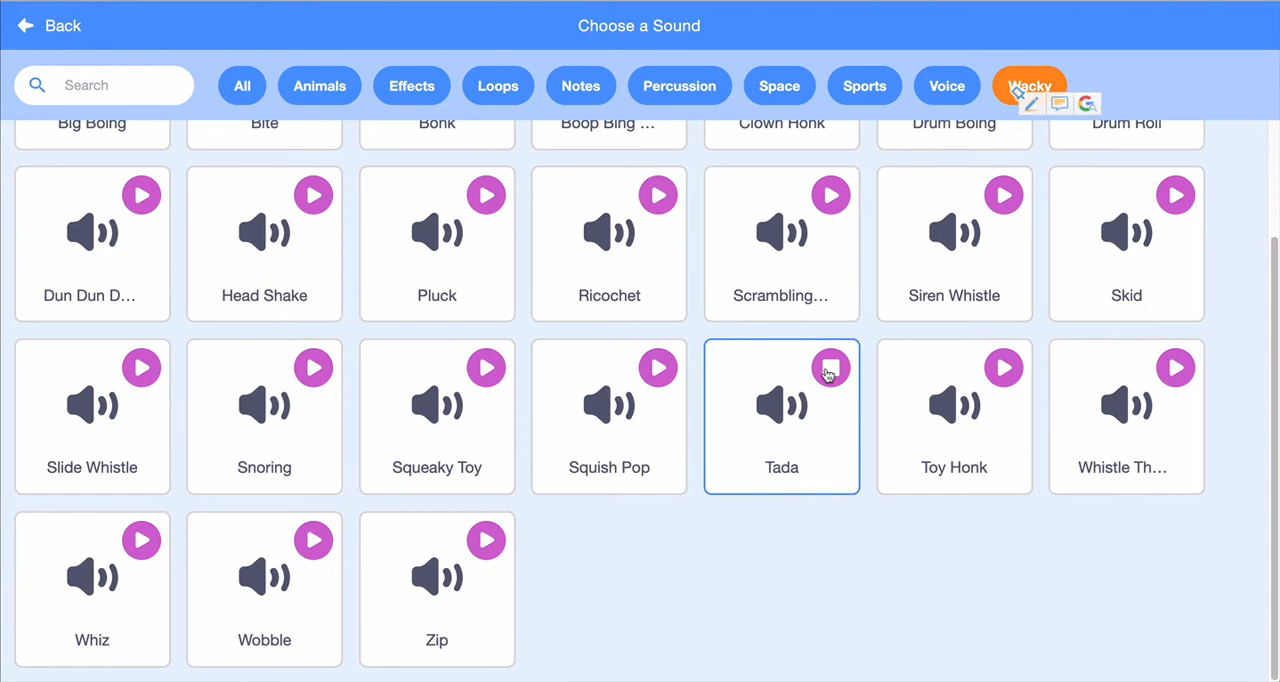 Back
Choose a Sound
Search
All
Animals
Effects
Loops
Notes
Percussion
Space
Sports
Voice
Wacky
Big Boing
Bite
Bonk
Boop Bing ...
Clown Honk
Drum Boing
Drum Roll
Dun Dun D...
Head Shake
Pluck
Ricochet
Scrambling...
Siren Whistle
Skid
Slide Whistle
Snoring
Squeaky Toy
Squish Pop
Tada
Toy Honk
Whistle Th...
Whiz
Wobble
Zip